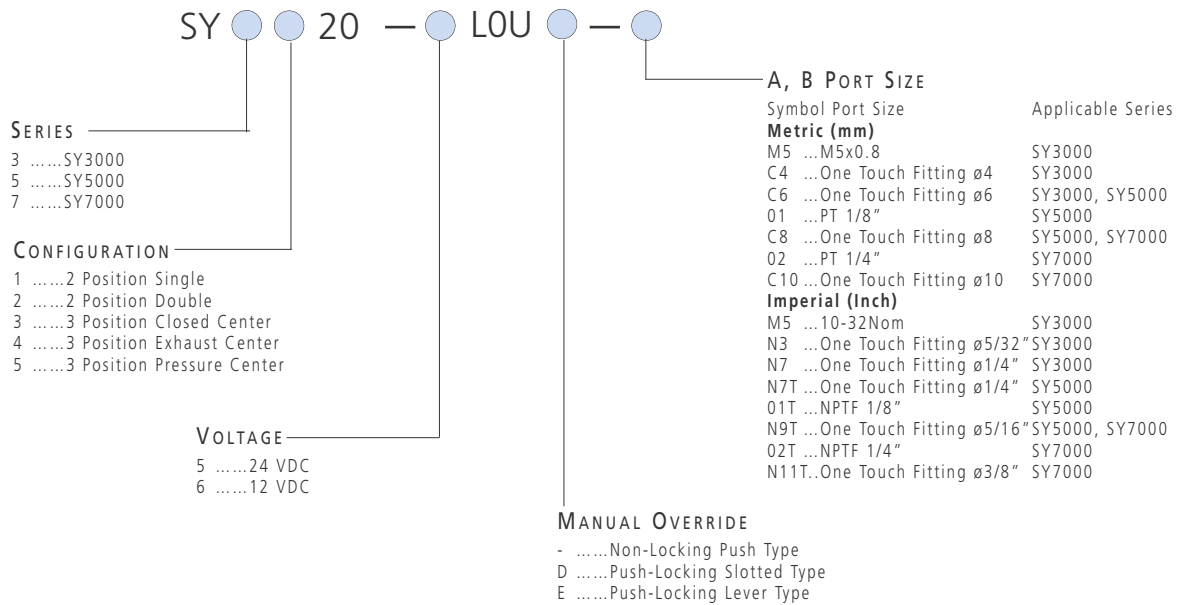 SY 20 — L0U —
SERIES
3 ......SY3000
5 ......SY5000
7 ......SY7000
CONFIGURATION
1 ......2 Position Single
2 ......2 Position Double
3 ......3 Position Closed Center
4 ......3 Position Exhaust Center
5 ......3 Position Pressure Center
VOLTAGE
5 ......24 VDC
6 ......12 VDC
MANUAL OVERRIDE
- ......Non-Locking Push Type
D ......Push-Locking Slotted Type
E ......Push-Locking Lever Type
A, B PORT SIZE
Symbol Port Size Applicable Series
Metric (mm)
M5 ...M5x0.8 SY3000
C4 ...One Touch Fitting ø4 SY3000
C6 ...One Touch Fitting ø6 SY3000, SY5000
01 ...PT 1/8" SY5000
C8 ...One Touch Fitting ø8 SY5000, SY7000
02 ...PT 1/4" SY7000
C10 ...One Touch Fitting ø10 SY7000
Imperial (Inch)
M5 ...10-32Nom SY3000
N3 ...One Touch Fitting ø5/32" SY3000
N7 ...One Touch Fitting ø1/4" SY3000
N7T ...One Touch Fitting ø1/4" SY5000
01T ...NPTF 1/8" SY5000
N9T ...One Touch Fitting ø5/16" SY5000, SY7000
02T ...NPTF 1/4" SY7000
N11T..One Touch Fitting ø3/8" SY7000